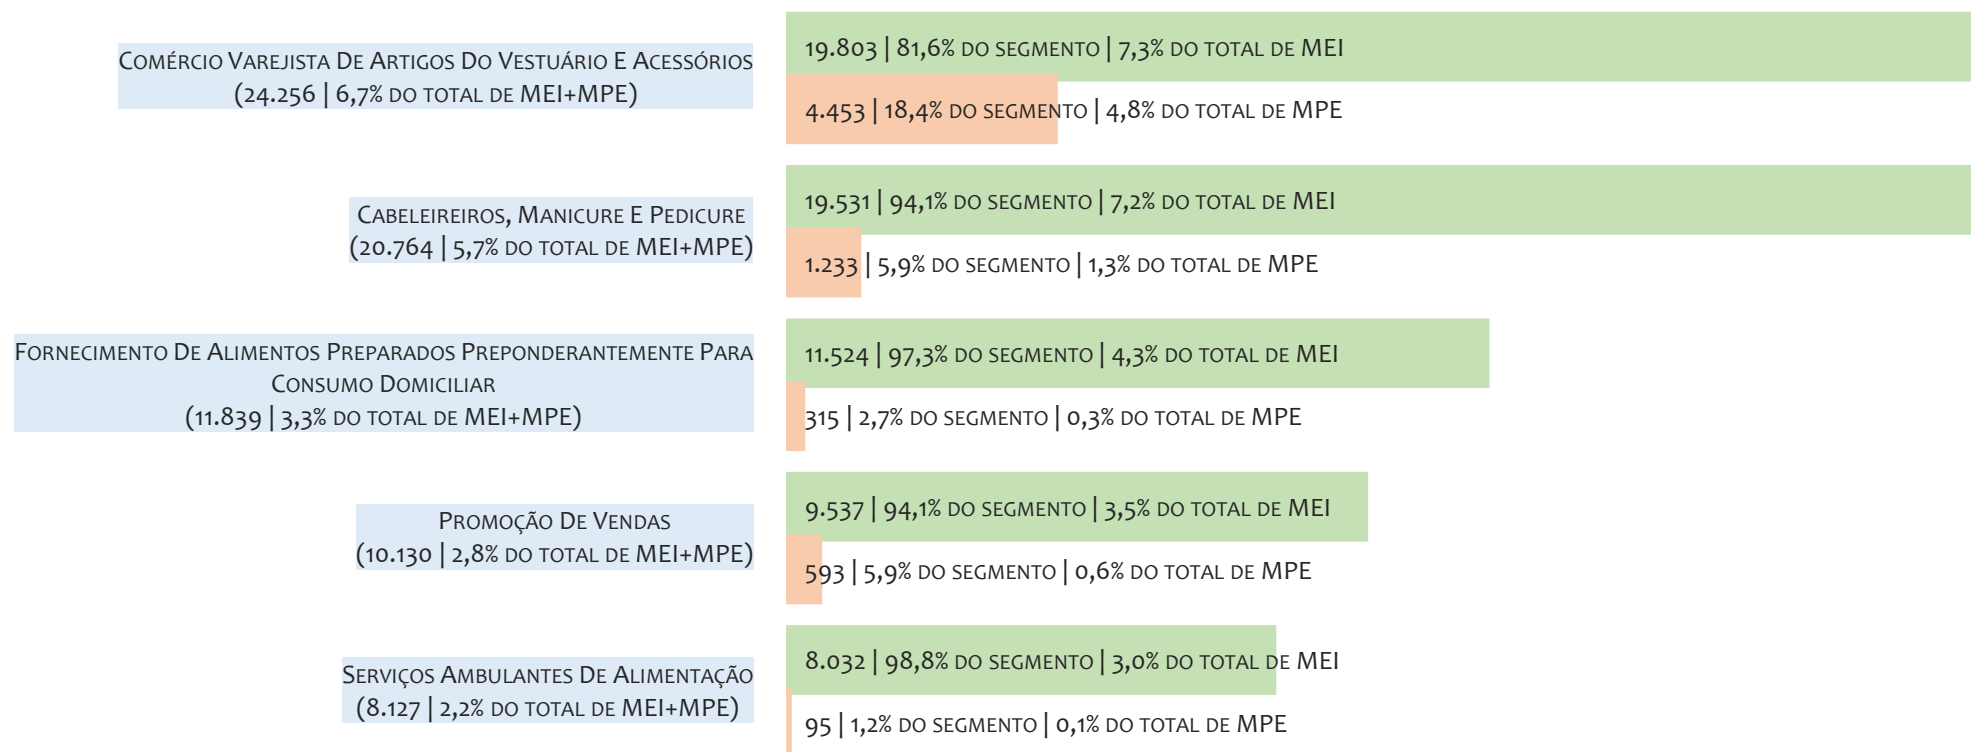 Comércio Varejista De Artigos Do Vestuário E Acessórios
(24.256 | 6,7% do total de MEI+MPE)
19.803 | 81,6% do segmento | 7,3% do total de MEI
4.453 | 18,4% do segmento | 4,8% do total de MPE
Cabeleireiros, Manicure E Pedicure
(20.764 | 5,7% do total de MEI+MPE)
19.531 | 94,1% do segmento | 7,2% do total de MEI
1.233 | 5,9% do segmento | 1,3% do total de MPE
Fornecimento De Alimentos Preparados Preponderantemente Para
Consumo Domiciliar
(11.839 | 3,3% do total de MEI+MPE)
11.524 | 97,3% do segmento | 4,3% do total de MEI
315 | 2,7% do segmento | 0,3% do total de MPE
Promoção De Vendas
(10.130 | 2,8% do total de MEI+MPE)
9.537 | 94,1% do segmento | 3,5% do total de MEI
593 | 5,9% do segmento | 0,6% do total de MPE
Serviços Ambulantes De Alimentação
(8.127 | 2,2% do total de MEI+MPE)
8.032 | 98,8% do segmento | 3,0% do total de MEI
95 | 1,2% do segmento | 0,1% do total de MPE